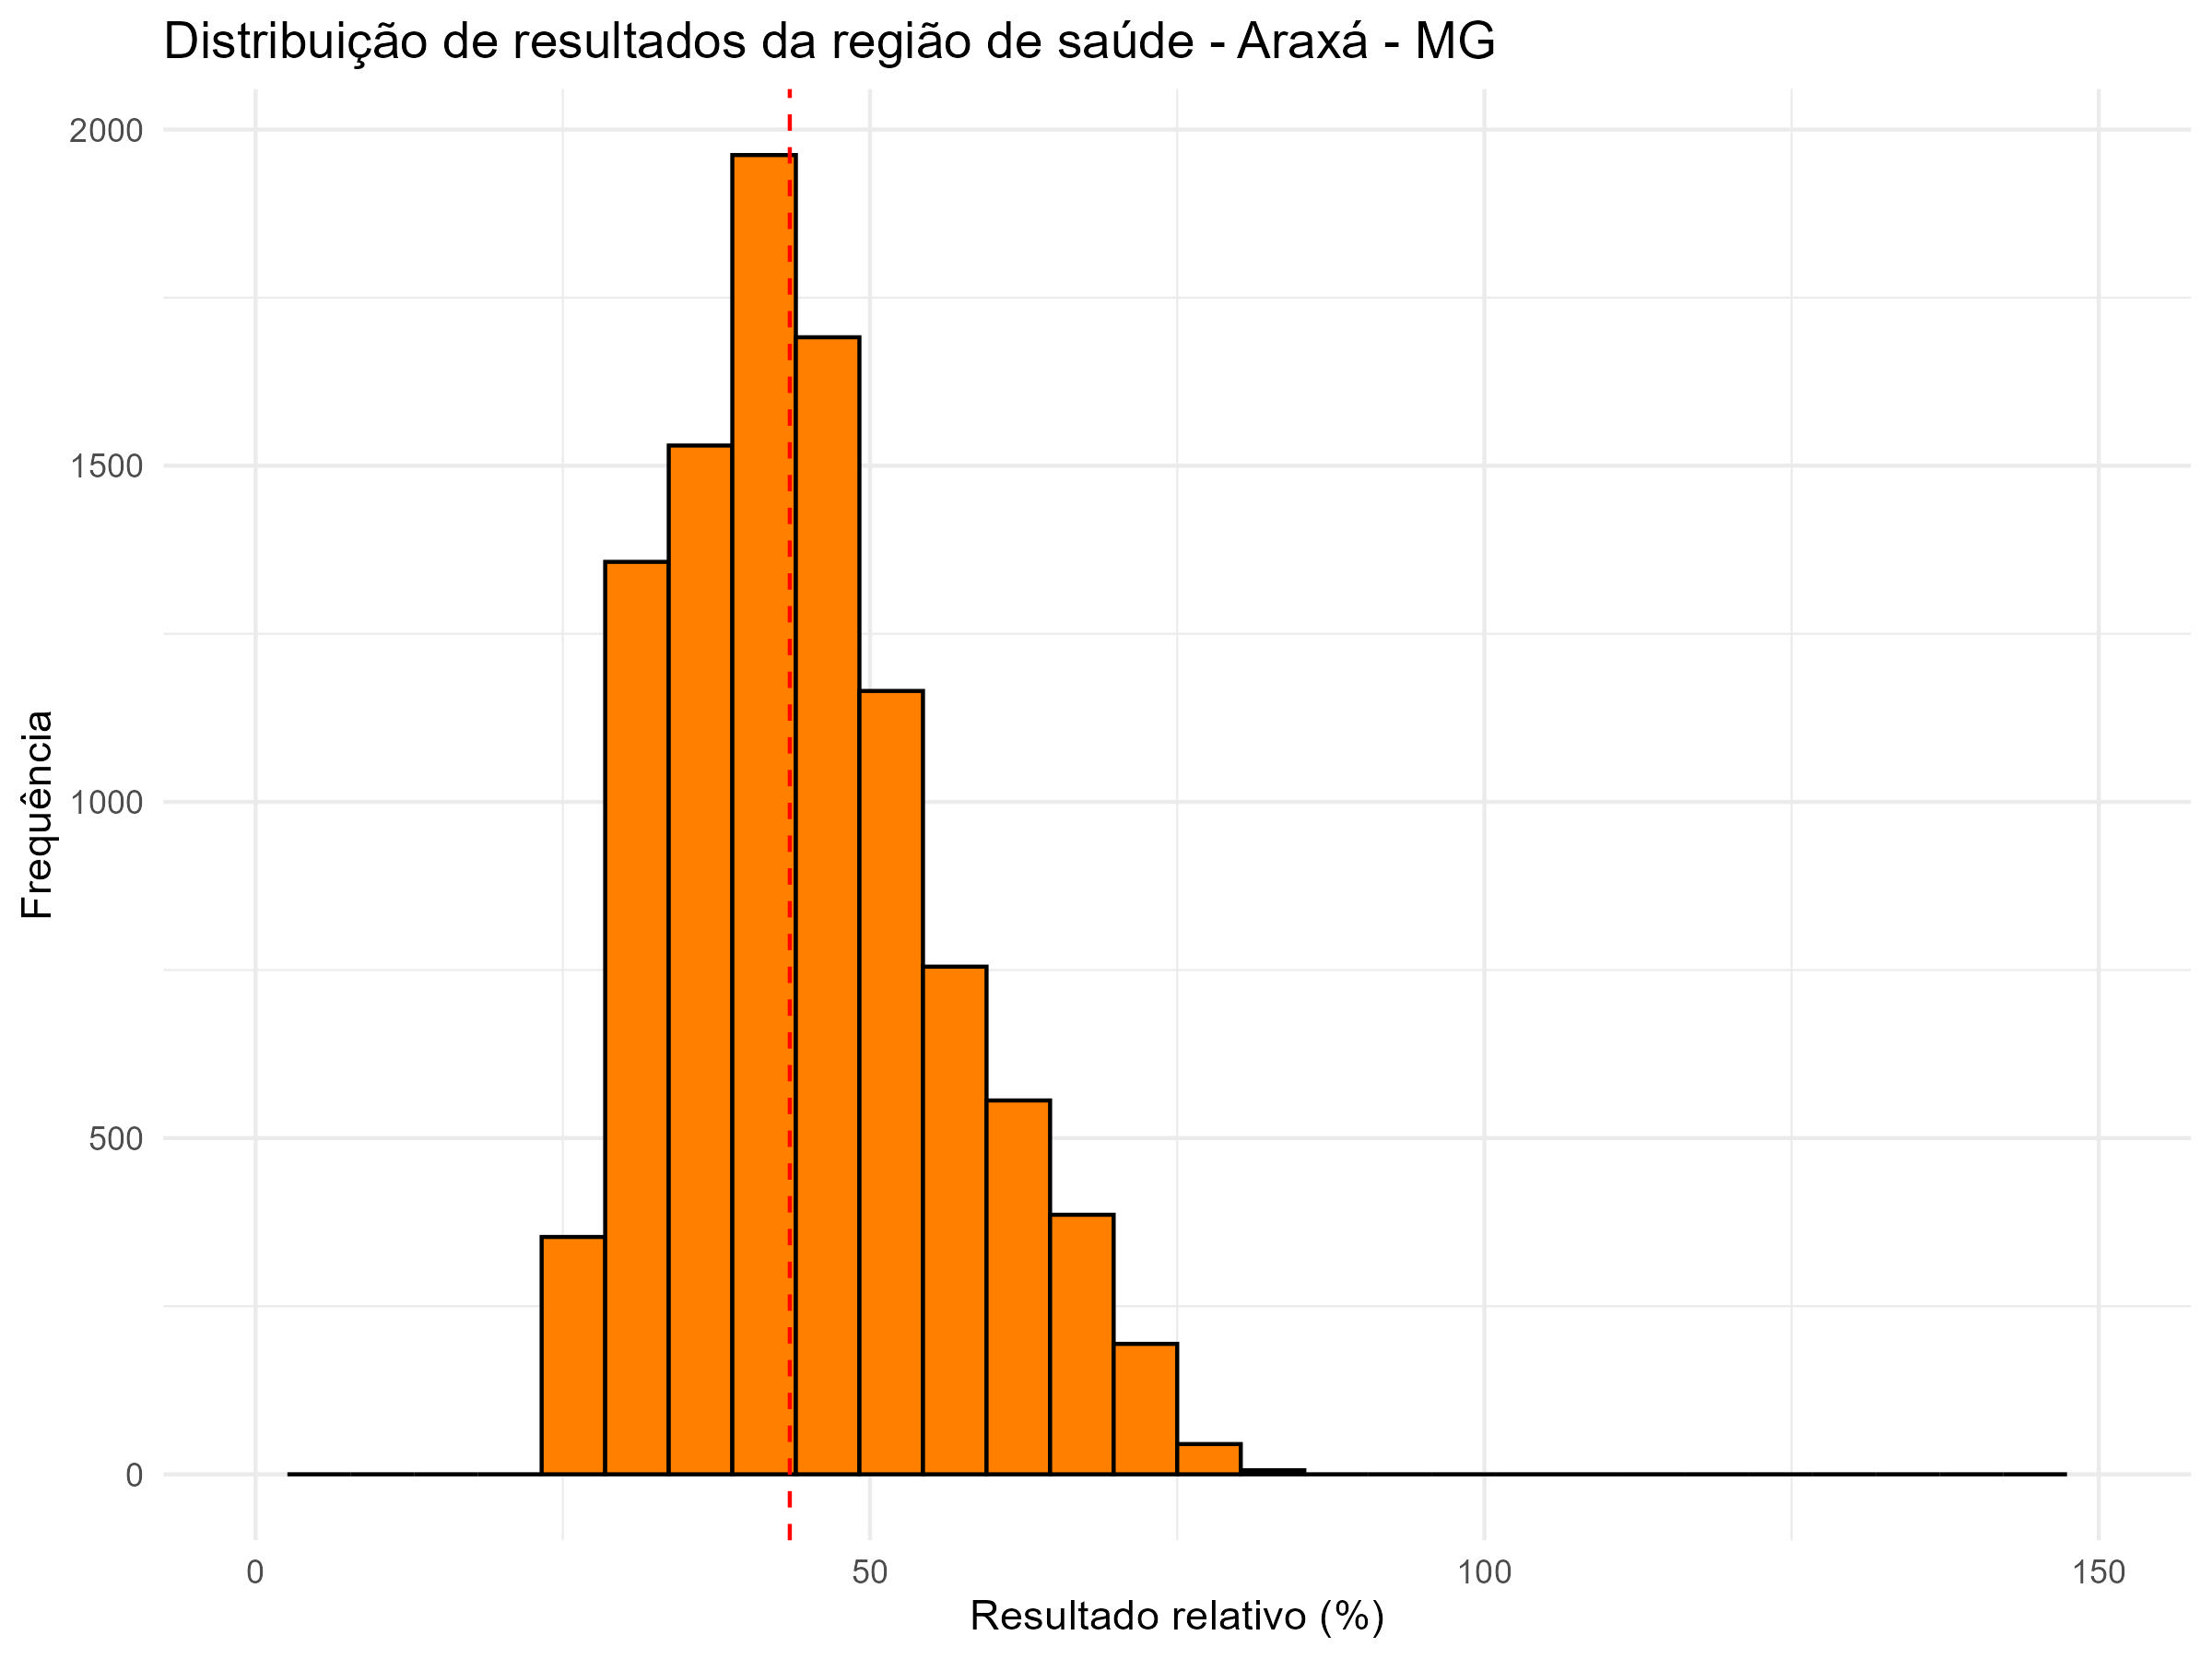 Distribuição de resultados da região de saúde - Araxá - MG
Frequência
2000
1500
1000
500
0
0 50 100 150
Resultado relativo (%)